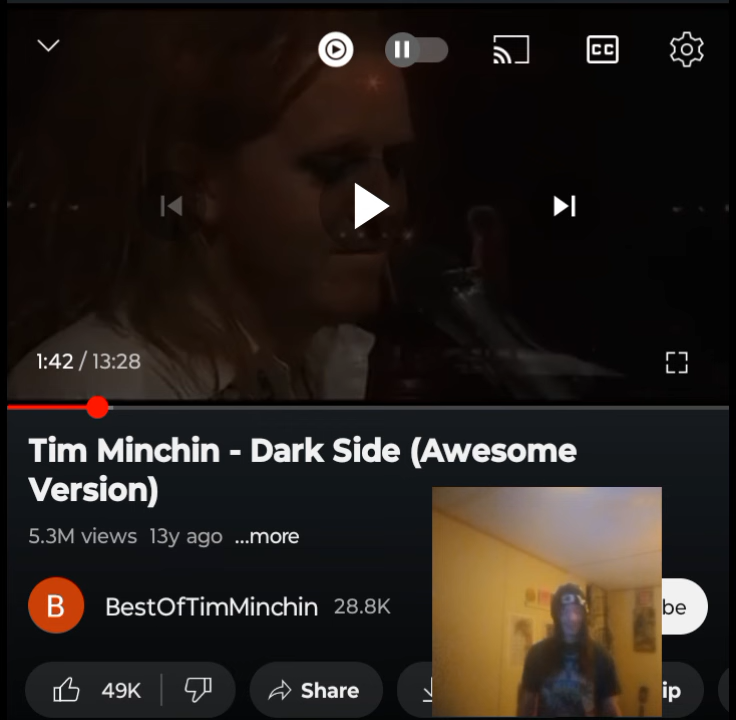 CC
1:42 / 13:28
Tim Minchin - Dark Side (Awesome
Version)
5.3M views 13y ago ...more
B
BestOfTimMinchin 28.8K
be
49K
Share
ip